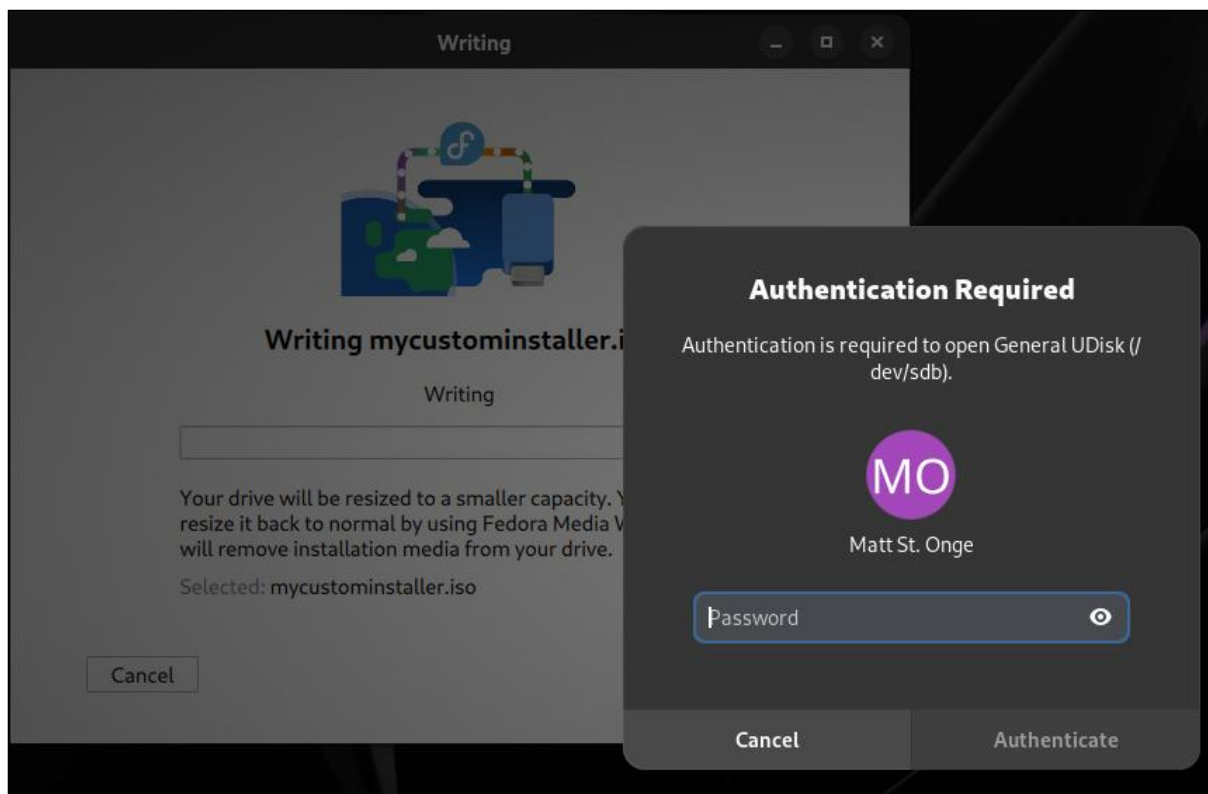 Writing
Writing mycustominstaller.i
Writing
Your drive will be resized to a smaller capacity.
resize it back to normal by using Fedora Media
will remove installation media from your drive.
Selected: mycustominstaller.iso
Cancel
Authentication Required
Authentication is required to open General UDisk (/
dev/sdb).
MO
Matt St. Onge
Password
Cancel
Authenticate